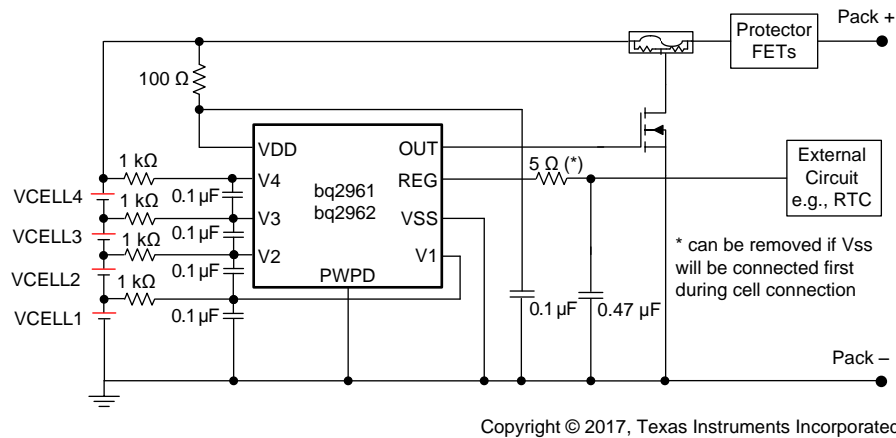 Pack +
Protector
FETs
100 Ω
VDD
OUT
1 kΩ
5 Ω (*)
External
Circuit
e.g., RTC
V4
bq2961
bq2962
REG
VCELL4
0.1 µF
1 kΩ
V3
VSS
VCELL3
0.1 µF
1 kΩ
V2
V1
* can be removed if Vss
will be connected first
during cell connection
VCELL2
0.1 µF
1 kΩ
PWPD
VCELL1
0.1 µF
0.1 µF
0.47 µF
Pack –
Copyright © 2017, Texas Instruments Incorporated